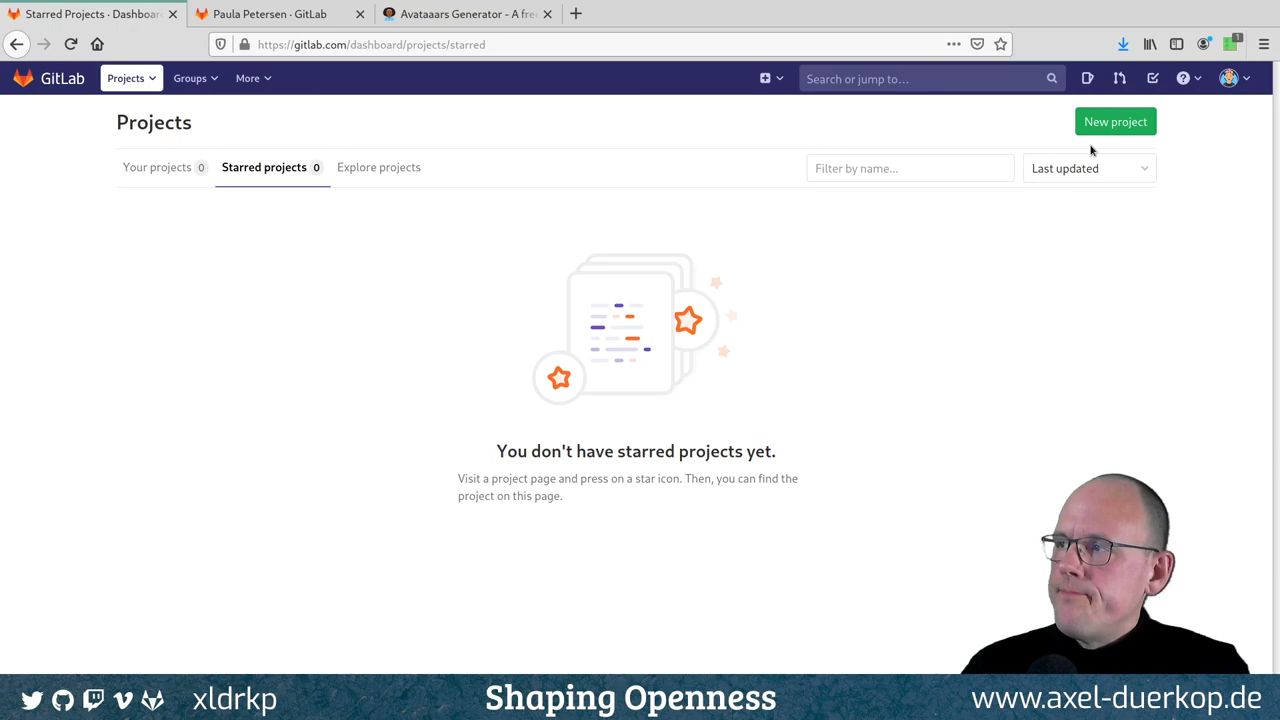 Starred Projects · Dashboar
Paula Petersen · GitLab
Avataaars Generator - A fre
https://gitlab.com/dashboard/projects/starred
1
GitLab
Projects
Groups
More
Search or jump to...
Projects
New project
Your projects 0
Starred projects 0
Explore projects
Filter by name...
Last updated
You don't have starred projects yet.
Visit a project page and press on a star icon. Then, you can find the
project on this page.
xldrkp
Shaping Openness
www.axel-duerkop.de